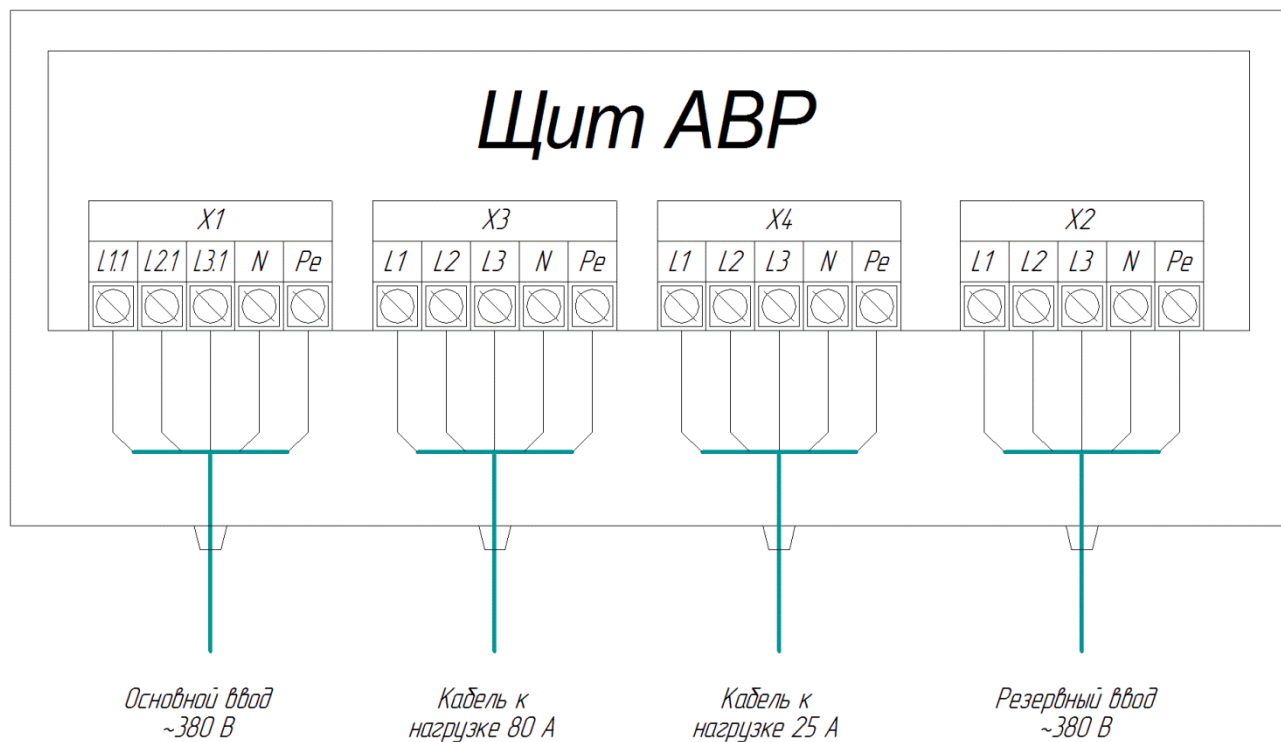 Щит АВР
X1 X3 X4 X2
L1.1 L2.1 L3.1 N Pe L1 L2 L3 N Pe L1 L2 L3 N Pe L1 L2 L3 N Pe
Основной ввод
~380 В
Кабель к
нагрузке 80 А
Кабель к
нагрузке 25 А
Резервный ввод
~380 В